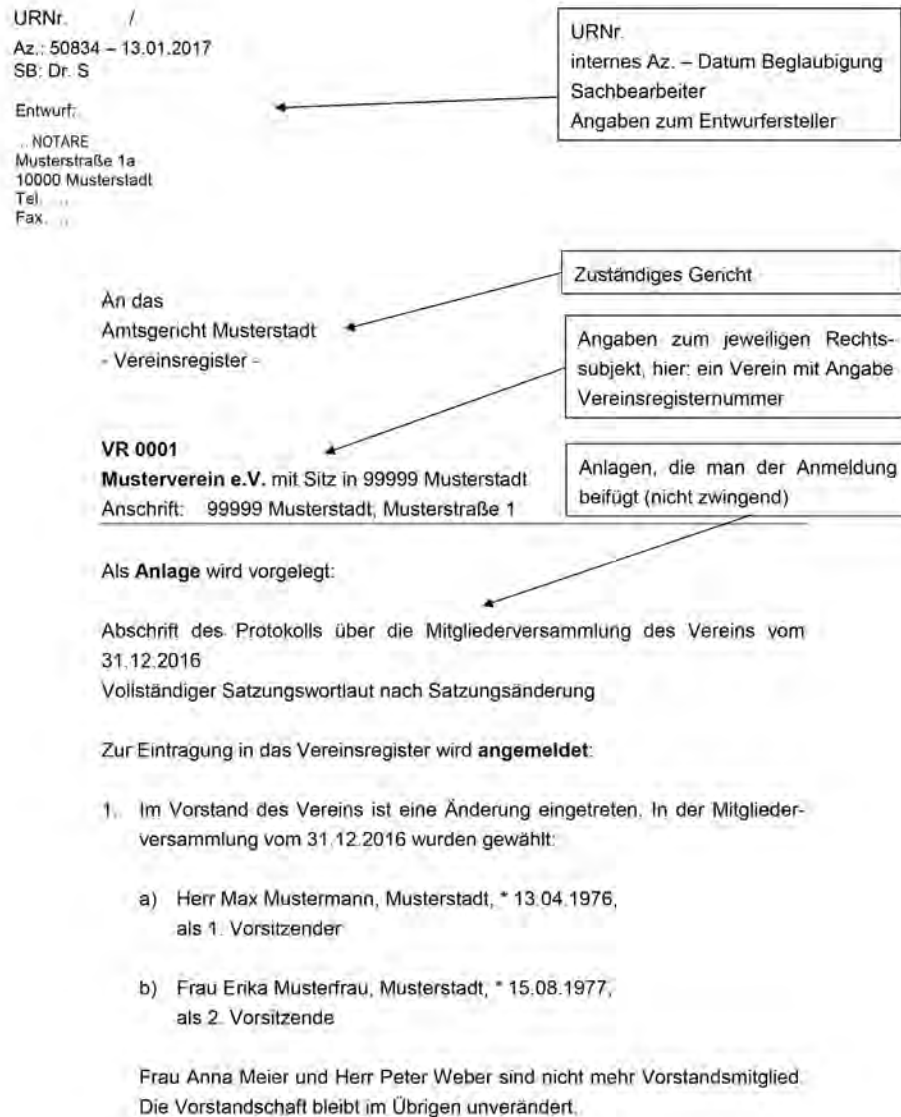 URNr. /
Az.: 50834 – 13.01.2017
SB: Dr. S
Entwurf:
.. NOTARE
Musterstraße 1a
10000 Musterstadt
Tel. ...
Fax. ...
URNr.
internes Az. – Datum Beglaubigung
Sachbearbeiter
Angaben zum Entwurfersteller
Zuständiges Gericht
An das
Amtsgericht Musterstadt
- Vereinsregister -
Angaben zum jeweiligen Rechts-
subjekt, hier: ein Verein mit Angabe
Vereinsregisternummer
VR 0001
Musterverein e.V. mit Sitz in 99999 Musterstadt
Anschrift: 99999 Musterstadt, Musterstraße 1
Anlagen, die man der Anmeldung
beifügt (nicht zwingend)
Als Anlage wird vorgelegt:
Abschrift des Protokolls über die Mitgliederversammlung des Vereins vom
31.12.2016
Vollständiger Satzungswortlaut nach Satzungsänderung
Zur Eintragung in das Vereinsregister wird angemeldet:
1. Im Vorstand des Vereins ist eine Änderung eingetreten. In der Mitglieder-
versammlung vom 31.12.2016 wurden gewählt:
a) Herr Max Mustermann, Musterstadt, * 13.04.1976,
als 1. Vorsitzender
b) Frau Erika Musterfrau, Musterstadt, * 15.08.1977,
als 2. Vorsitzende
Frau Anna Meier und Herr Peter Weber sind nicht mehr Vorstandsmitglied.
Die Vorstandschaft bleibt im Übrigen unverändert.